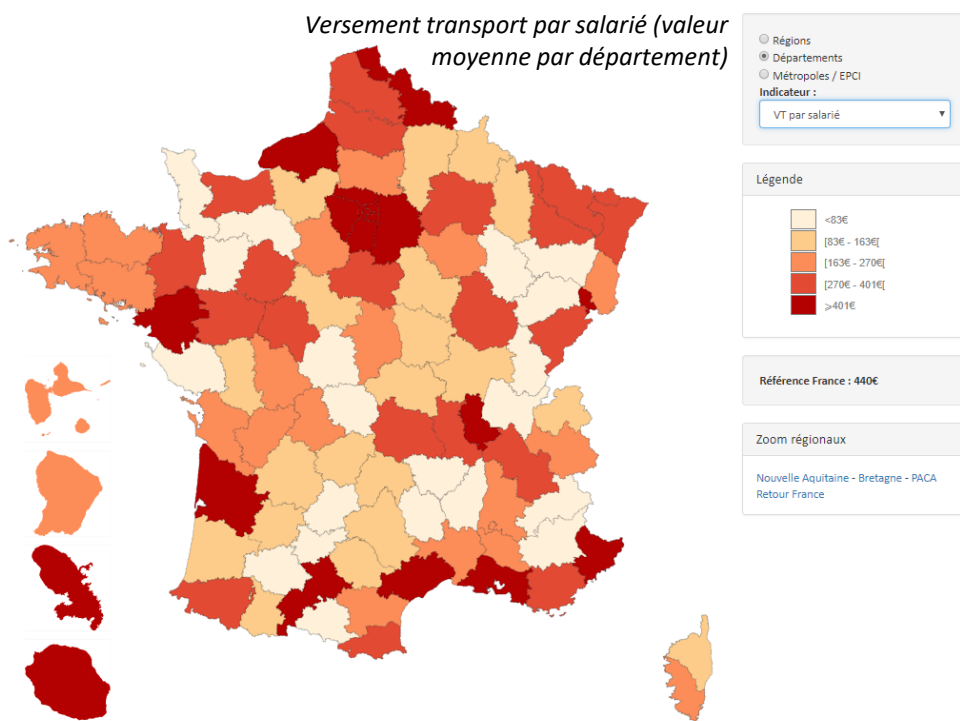 Versement transport par salarié (valeur
moyenne par département)
Régions
Départements
Métropoles / EPCI
Indicateur :
VT par salarié
Légende
<83€
[83€ - 163€[
[163€ - 270€[
[270€ - 401€[
>401€
Référence France : 440€
Zoom régionaux
Nouvelle Aquitaine - Bretagne - PACA
Retour France